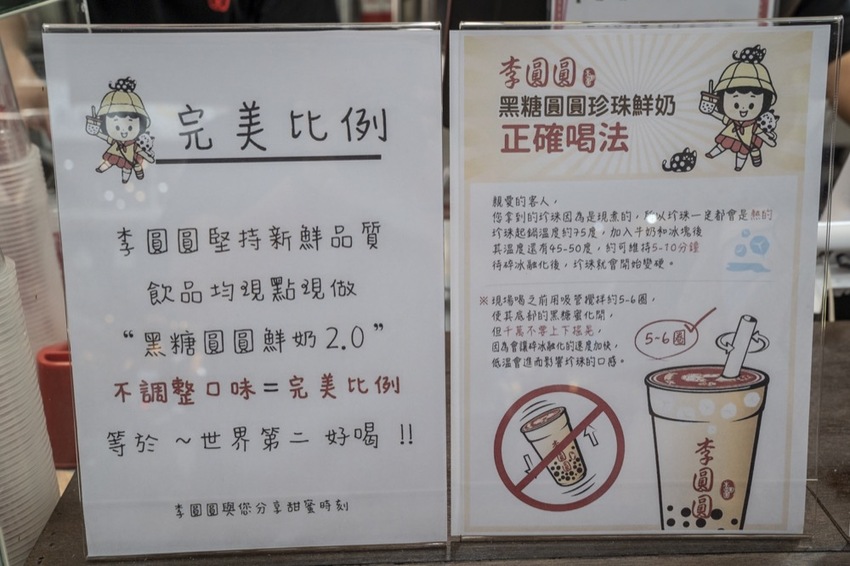 完美比例
李圓圓堅持新鮮品質
飲品均現點現做
“黑糖圓圓鮮奶2.0”
不調整口味=完美比例
等於 ~世界第二 好喝 !!
李圓圓與您分享甜蜜時刻
李圓圓
黑糖圓圓珍珠鮮奶
正確喝法
親愛的客人，
您拿到的珍珠因為是現煮的，所以珍珠一定都會是熱的
珍珠起鍋溫度約75度，加入牛奶和冰塊後
其溫度還有45-50度，約可維持5-10分鐘
待碎冰融化後，珍珠就會開始變硬。
※現場喝之前用吸管攪拌約5-6圈，
使其底部的黑糖蜜化開，
但千萬不要上下搖晃，
因為會讓碎冰融化的速度加快，
低溫會進而影響珍珠的口感。
5~6圈
李圓圓